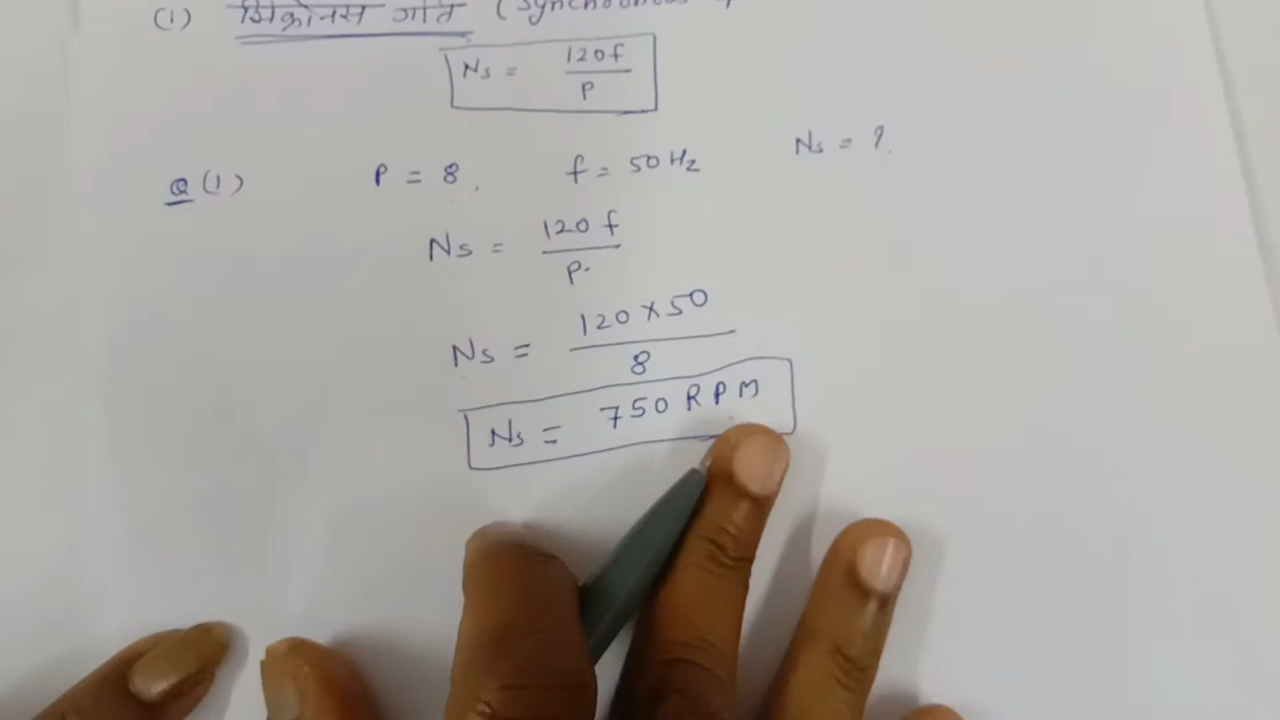 (1) सिंक्रोनस गति (Synchronous
Ns = 120f / P
Q (1) P = 8, f = 50 Hz Ns = ?
Ns = 120 f / P.
Ns = 120 x 50 / 8
Ns = 750 RPM